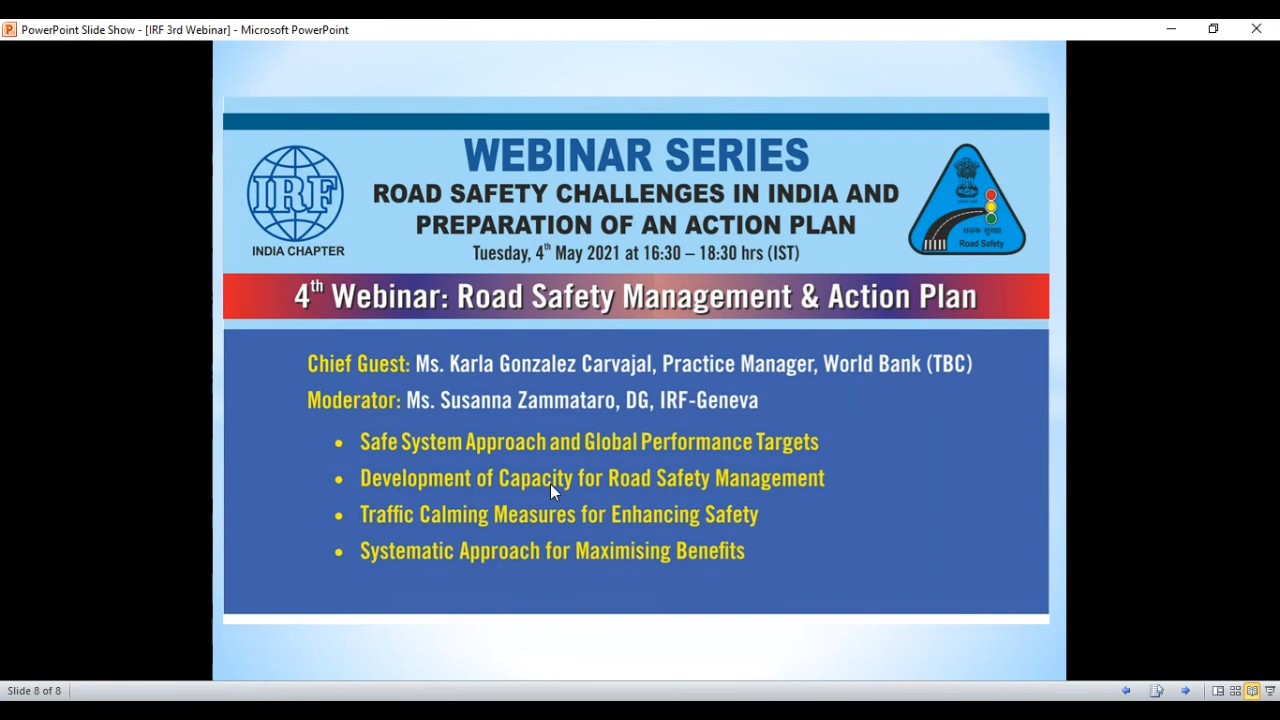 PowerPoint Slide Show - [IRF 3rd Webinar] - Microsoft PowerPoint
WEBINAR SERIES
ROAD SAFETY CHALLENGES IN INDIA AND
PREPARATION OF AN ACTION PLAN
Tuesday, 4th May 2021 at 16:30 – 18:30 hrs (IST)
IRF
INDIA CHAPTER
सड़क सुरक्षा
Road Safety
4th Webinar: Road Safety Management & Action Plan
Chief Guest: Ms. Karla Gonzalez Carvajal, Practice Manager, World Bank (TBC)
Moderator: Ms. Susanna Zammataro, DG, IRF-Geneva
• Safe System Approach and Global Performance Targets
• Development of Capacity for Road Safety Management
• Traffic Calming Measures for Enhancing Safety
• Systematic Approach for Maximising Benefits
Slide 8 of 8